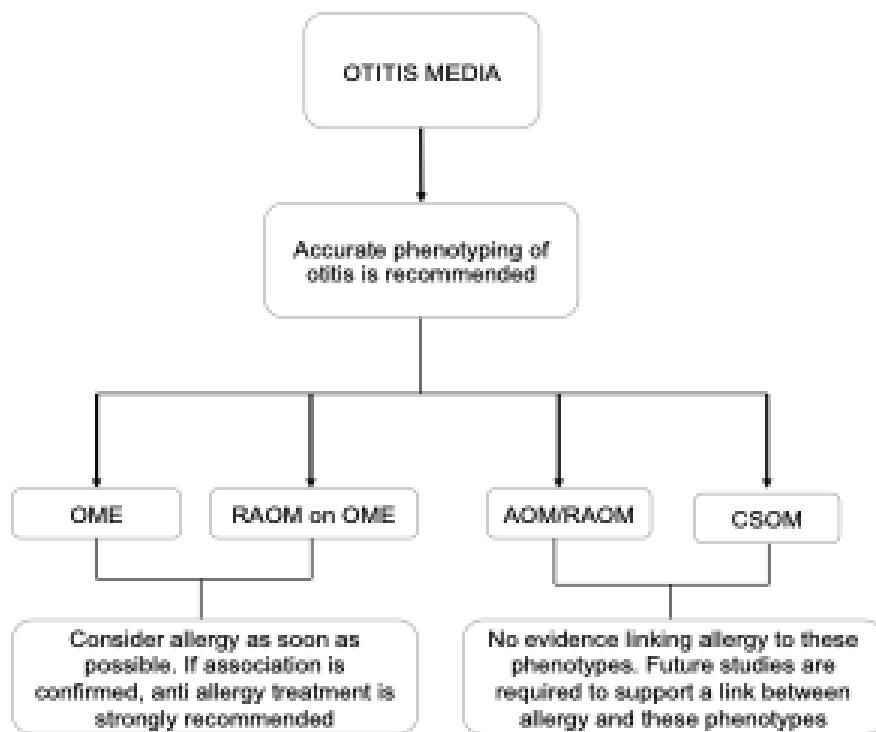 OTITIS MEDIA
Accurate phenotyping of
otitis is recommended
OME
RAOM on OME
AOM/RAOM
CSOM
Consider allergy as soon as
possible. If association is
confirmed, anti allergy treatment is
strongly recommended
No evidence linking allergy to these
phenotypes. Future studies are
required to support a link between
allergy and these phenotypes